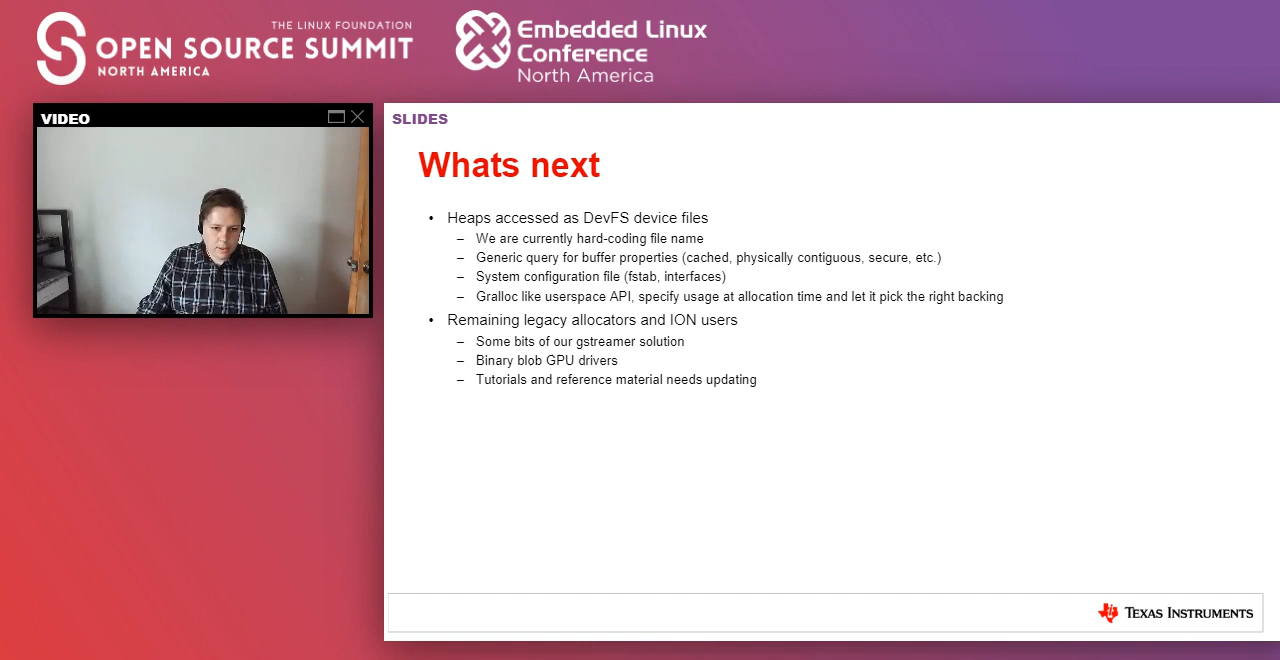 THE LINUX FOUNDATION
OPEN SOURCE SUMMIT
NORTH AMERICA
Embedded Linux
Conference
North America
VIDEO
SLIDES
Whats next
• Heaps accessed as DevFS device files
– We are currently hard-coding file name
– Generic query for buffer properties (cached, physically contiguous, secure, etc.)
– System configuration file (fstab, interfaces)
– Gralloc like userspace API, specify usage at allocation time and let it pick the right backing
• Remaining legacy allocators and ION users
– Some bits of our gstreamer solution
– Binary blob GPU drivers
– Tutorials and reference material needs updating
TEXAS INSTRUMENTS